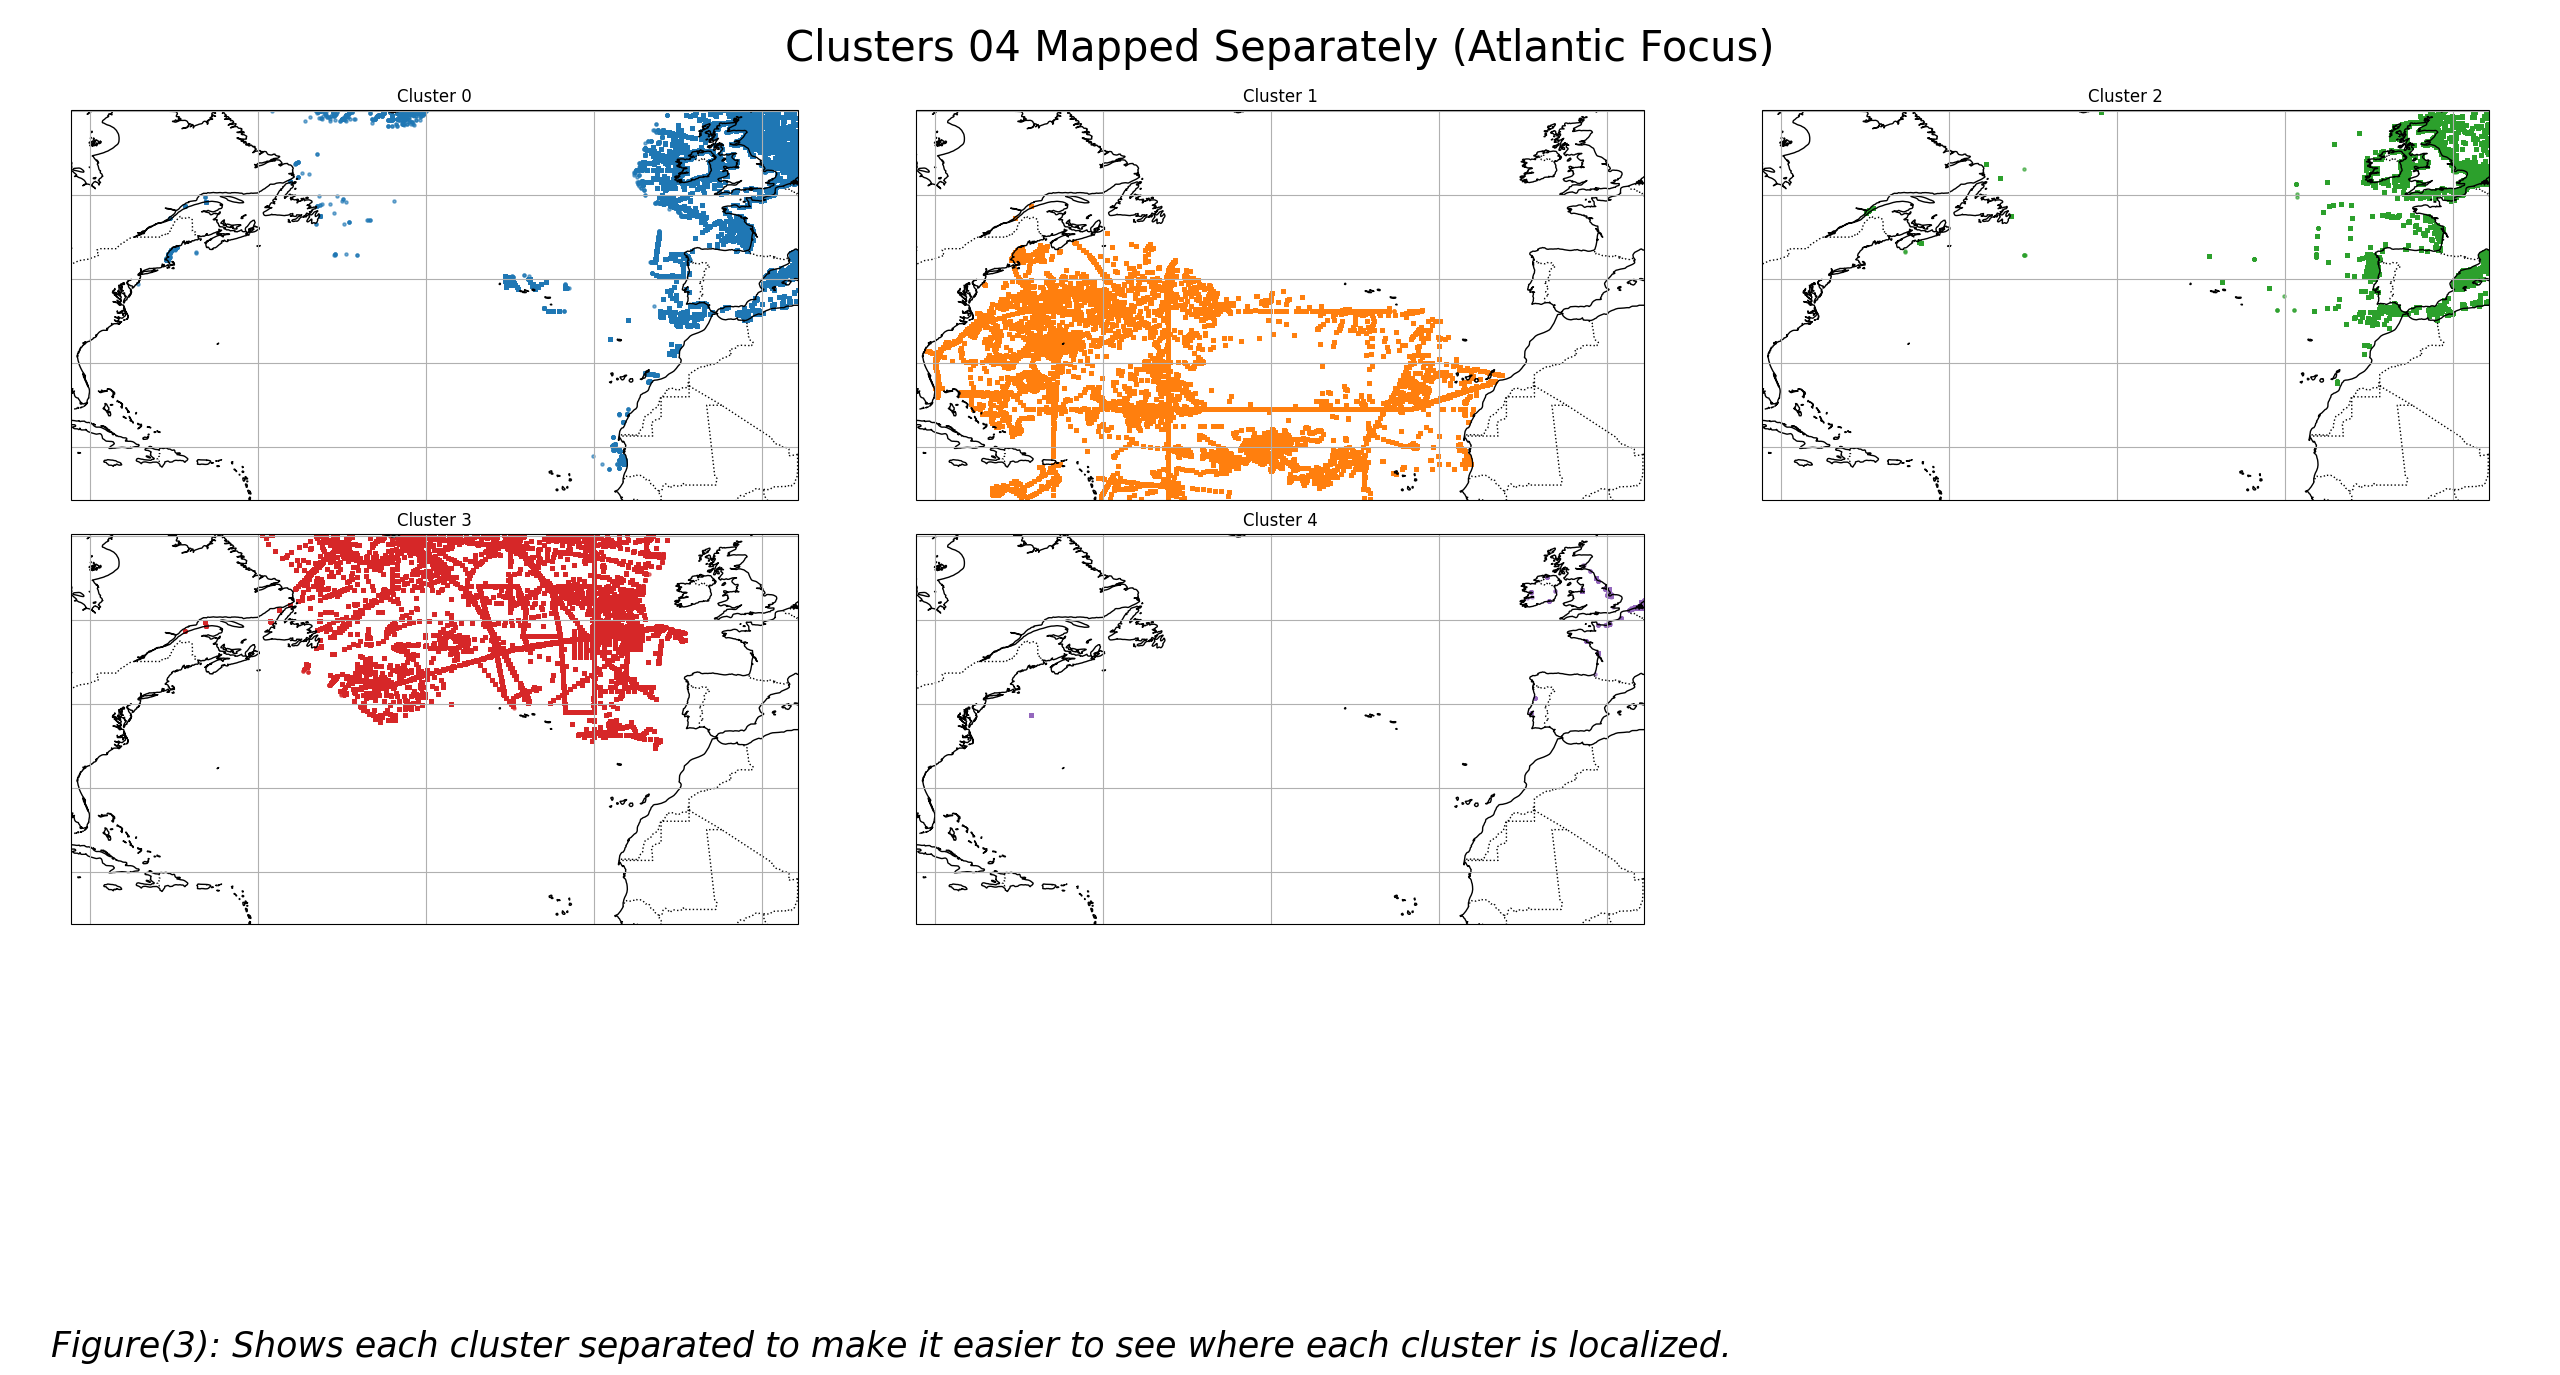 Clusters 04 Mapped Separately (Atlantic Focus)
Cluster 0
Cluster 1
Cluster 2
Cluster 3
Cluster 4
Figure(3): Shows each cluster separated to make it easier to see where each cluster is localized.